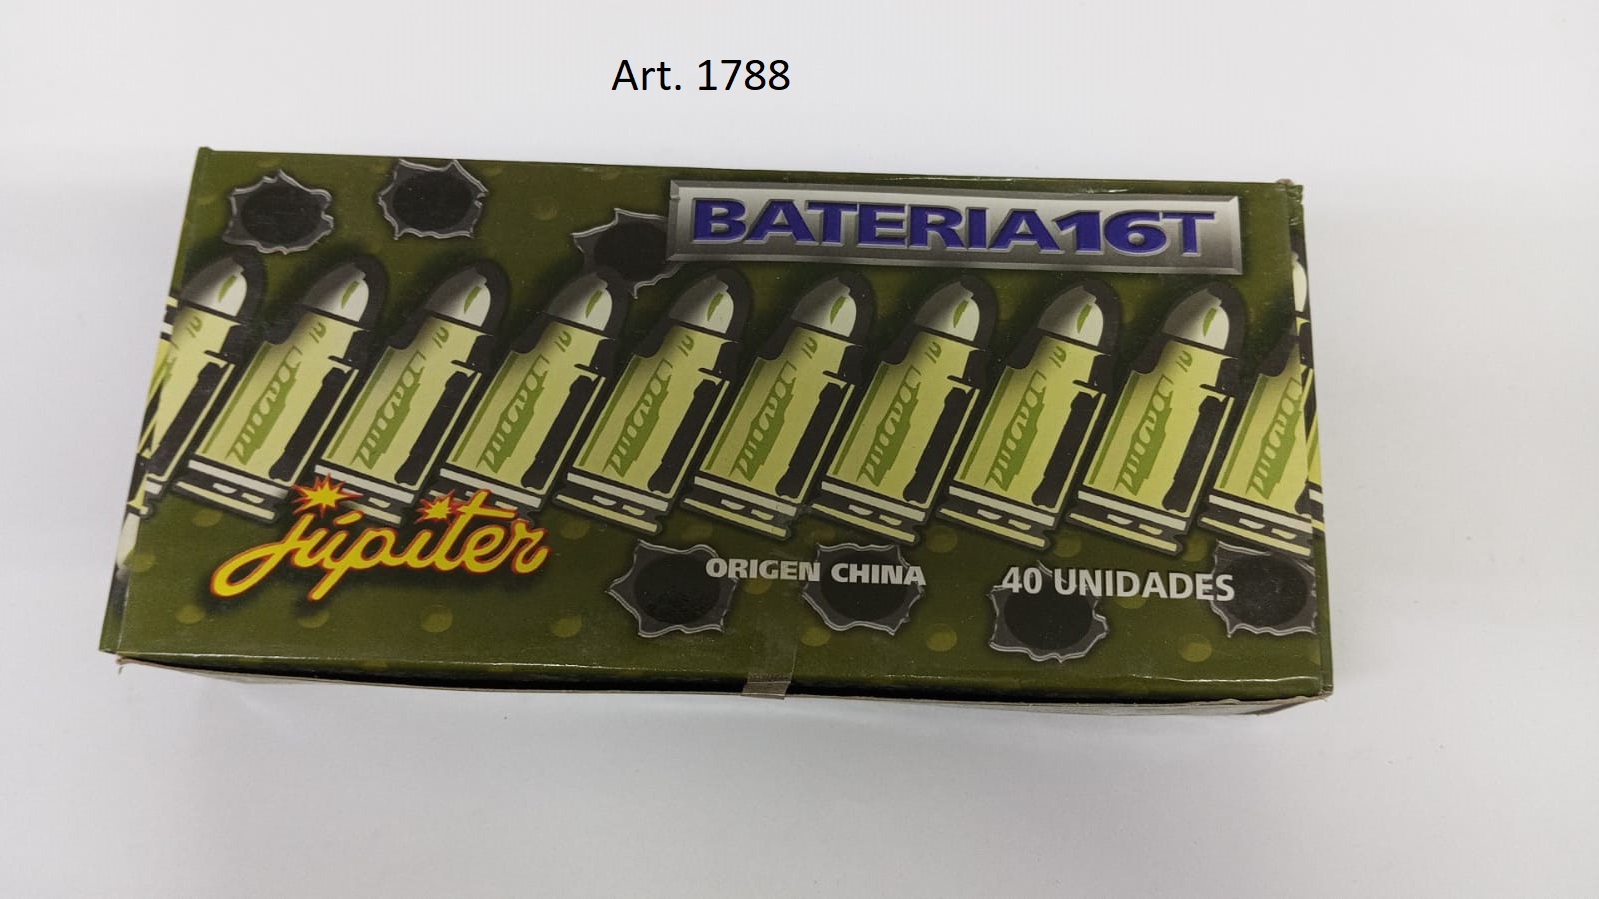 Art. 1788
BATERIA16T
júpiter
ORIGEN CHINA
40 UNIDADES